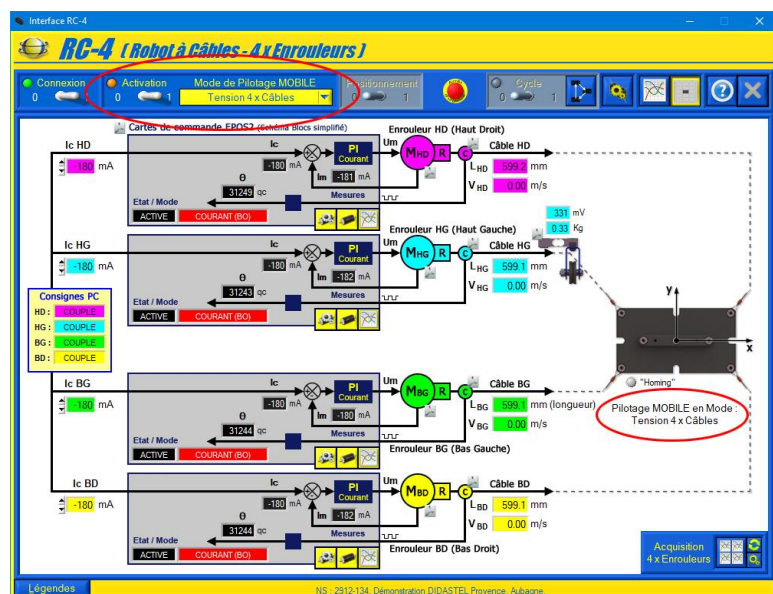 Interface RC-4
RC-4 ( Robot à Câbles - 4 x Enrouleurs )
Connexion
0 1
Activation
0 1
Mode de Pilotage MOBILE
Tension 4 x Câbles
Positionnement
0 1
Cycle
0 1
Cartes de commande EPOS2 (Schéma Blocs simplifié)
Enrouleur HD (Haut Droit)
Ic HD
-180 mA
Ic
-180 mA
PI
Courant
Um
MHD R C
Câble HD
LHD 599.2 mm
VHD 0.00 m/s
θ
31249 qc
Im -181 mA
Mesures
Etat / Mode
ACTIVE COURANT (BO)
331 mV
0.33 Kg
Enrouleur HG (Haut Gauche)
Ic HG
-180 mA
Ic
-180 mA
PI
Courant
Um
MHG R C
Câble HG
LHG 599.1 mm
VHG 0.00 m/s
θ
31243 qc
Im -182 mA
Mesures
Etat / Mode
ACTIVE COURANT (BO)
Consignes PC
HD : COUPLE
HG : COUPLE
BG : COUPLE
BD : COUPLE
y
x
"Homing"
Pilotage MOBILE en Mode :
Tension 4 x Câbles
Ic BG
-180 mA
Ic
-180 mA
PI
Courant
Um
MBG R C
Câble BG
LBG 599.1 mm (longueur)
VBG 0.00 m/s
θ
31244 qc
Im -180 mA
Mesures
Etat / Mode
ACTIVE COURANT (BO)
Enrouleur BG (Bas Gauche)
Ic BD
-180 mA
Ic
-180 mA
PI
Courant
Um
MBD R C
Câble BD
LBD 599.1 mm
VBD 0.00 m/s
θ
31244 qc
Im -182 mA
Mesures
Etat / Mode
ACTIVE COURANT (BO)
Enrouleur BD (Bas Droit)
Acquisition
4 x Enrouleurs
Légendes
NS : 2912-134. Démonstration DIDASTEL Provence. Aubagne.